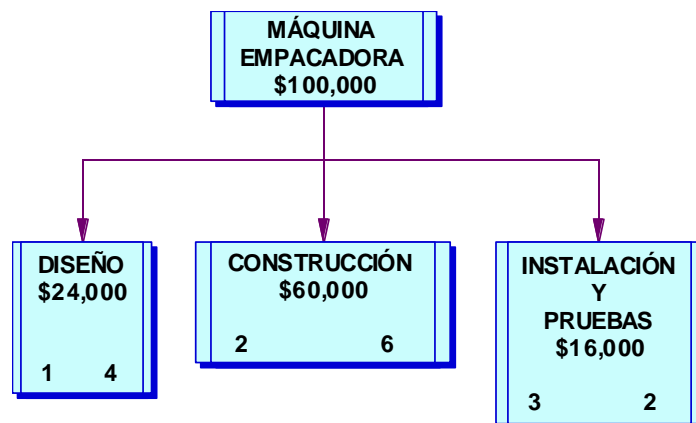 MÁQUINA
EMPACADORA
$100,000
DISEÑO
$24,000
1 4
CONSTRUCCIÓN
$60,000
2 6
INSTALACIÓN
Y
PRUEBAS
$16,000
3 2